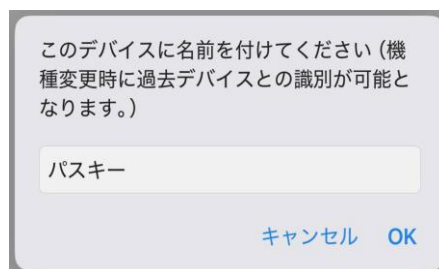 このデバイスに名前を付けてください（機
種変更時に過去デバイスとの識別が可能と
なります。）
パスキー
キャンセル OK